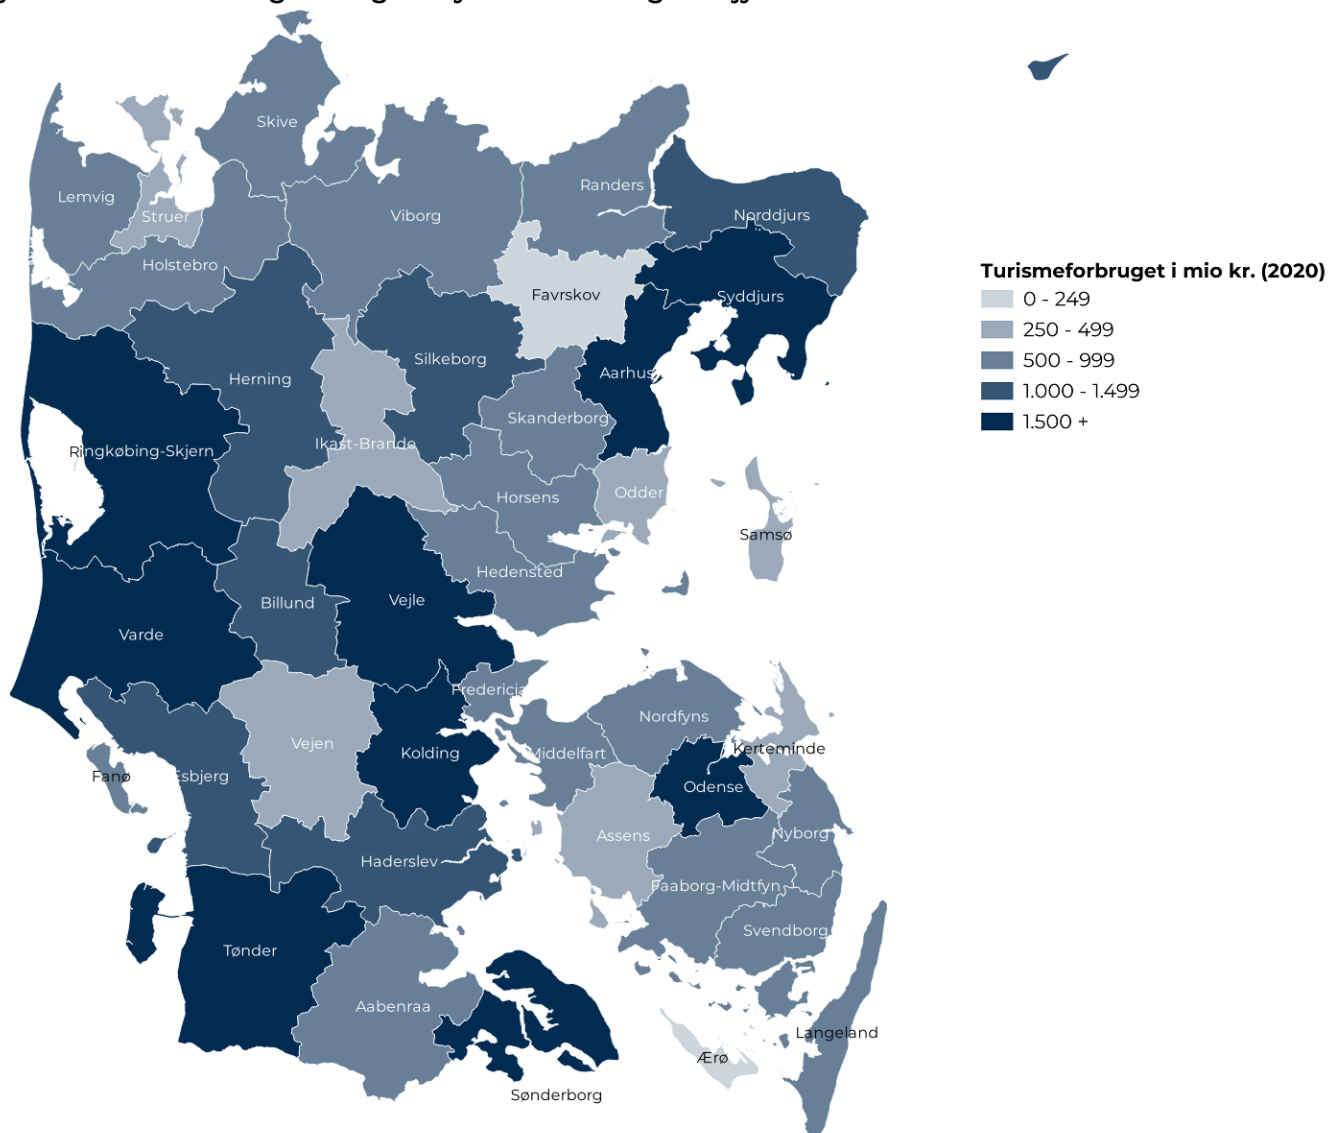 Skive
Lemvig
Struer
Viborg
Randers
Norddjurs
Holstebro
Favrskov
Syddjurs
Silkeborg
Herning
Aarhus
Skanderborg
Ikast-Brande
Ringkøbing-Skjern
Horsens
Odder
Samsø
Hedensted
Billund
Vejle
Varde
Fredericia
Nordfyns
Vejen
Kolding
Middelfart
Kerteminde
Fanø
Esbjerg
Odense
Assens
Nyborg
Haderslev
Faaborg-Midtfyn
Svendborg
Tønder
Aabenraa
Langeland
Ærø
Sønderborg
Turismeforbruget i mio kr. (2020)
0 - 249
250 - 499
500 - 999
1.000 - 1.499
1.500 +